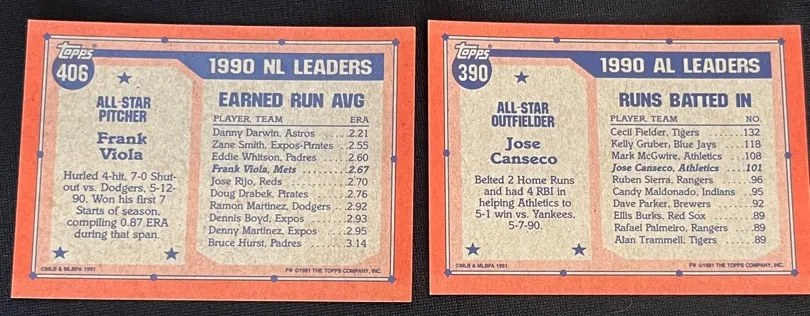 Topps
406
1990 NL LEADERS
ALL-STAR
PITCHER
Frank
Viola
Hurled 4-hit, 7-0 Shut-
out vs. Dodgers, 5-12-
90. Won his first 7
Starts of season,
compiling 0.87 ERA
during that span.
EARNED RUN AVG
PLAYER, TEAM ERA
Danny Darwin, Astros ...2.21
Zane Smith, Expos-Pirates .2.55
Eddie Whitson, Padres ....2.60
Frank Viola, Mets ........2.67
Jose Rijo, Reds ..........2.70
Doug Drabek, Pirates .....2.76
Ramon Martinez, Dodgers .2.92
Dennis Boyd, Expos ......2.93
Denny Martinez, Expos ...2.95
Bruce Hurst, Padres ......3.14
©MLB & MLBPA 1991
F* ©1991 THE TOPPS COMPANY, INC.
Topps
390
1990 AL LEADERS
ALL-STAR
OUTFIELDER
Jose
Canseco
Belted 2 Home Runs
and had 4 RBI in
helping Athletics to
5-1 win vs. Yankees,
5-7-90.
RUNS BATTED IN
PLAYER, TEAM NO.
Cecil Fielder, Tigers ......132
Kelly Gruber, Blue Jays ....118
Mark McGwire, Athletics ...108
Jose Canseco, Athletics ....101
Ruben Sierra, Rangers .....96
Candy Maldonado, Indians ..95
Dave Parker, Brewers ......92
Ellis Burks, Red Sox .......89
Rafael Palmeiro, Rangers ...89
Alan Trammell, Tigers ......89
©MLB & MLBPA 1991
F* ©1991 THE TOPPS COMPANY, INC.